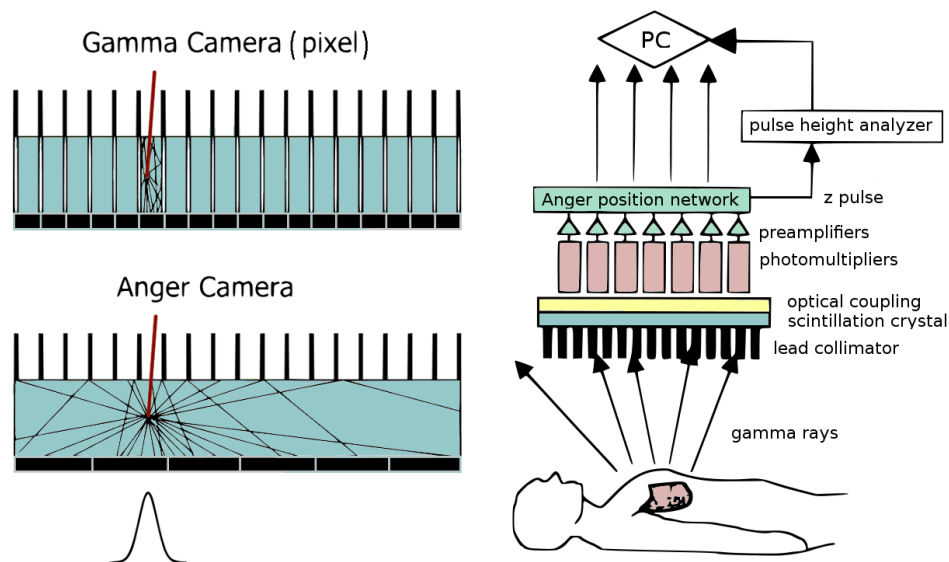 Gamma Camera (pixel)
Anger Camera
PC
pulse height analyzer
Anger position network
z pulse
preamplifiers
photomultipliers
optical coupling
scintillation crystal
lead collimator
gamma rays